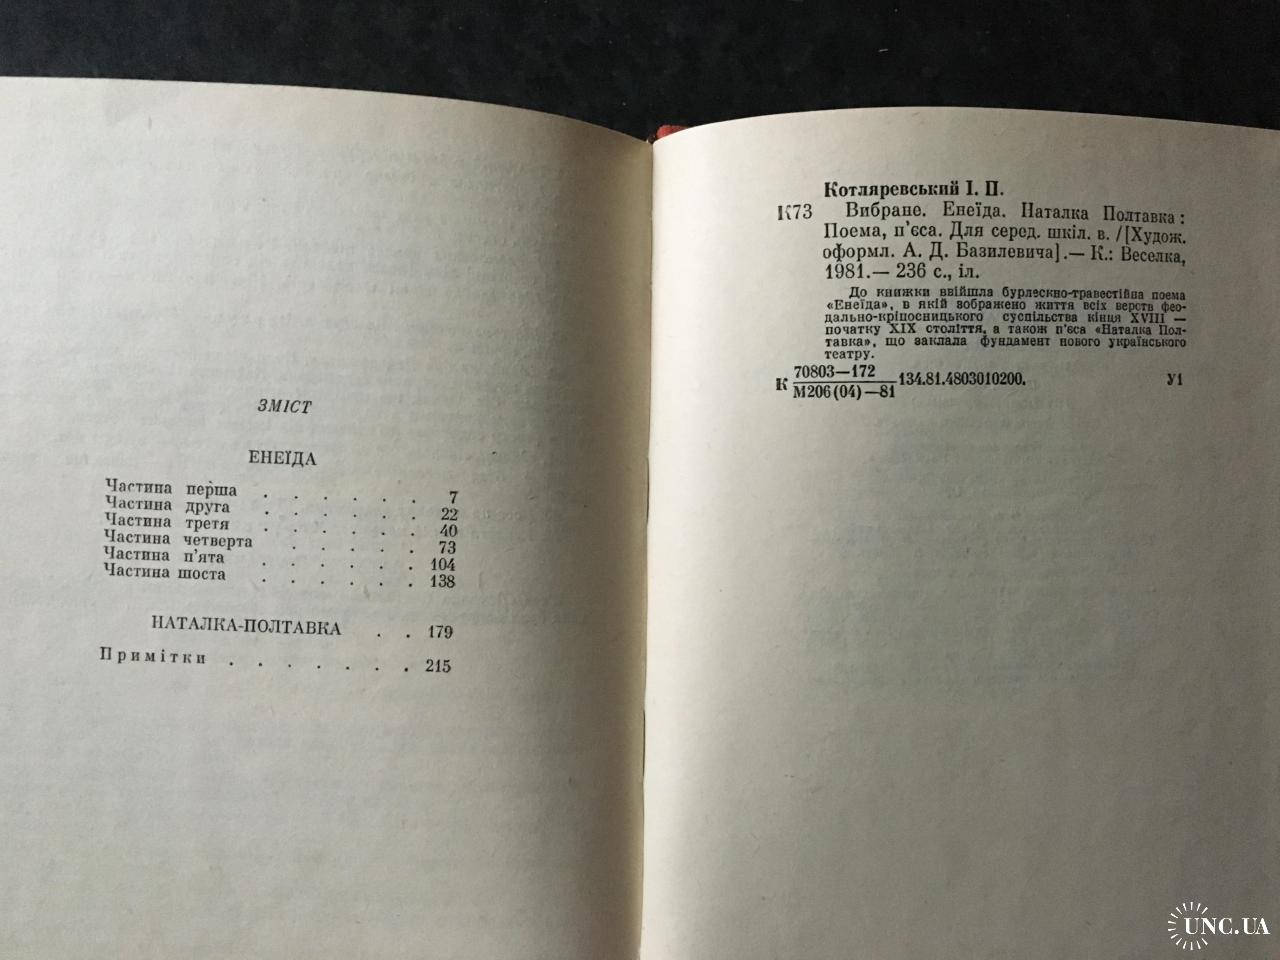 ЗМІСТ
ЕНЕЇДА
Частина перша . . . . . . 7
Частина друга . . . . . . 22
Частина третя . . . . . . 40
Частина четверта . . . . . 73
Частина п'ята . . . . . . 104
Частина шоста . . . . . . 138
НАТАЛКА-ПОЛТАВКА . . 179
Примітки . . . . . . . 215
Котляревський І. П.
К73 Вибране. Енеїда. Наталка Полтавка:
Поема, п'єса. Для серед. шкіл. в. /[Худож.
оформл. А. Д. Базилевича].— К.: Веселка,
1981.— 236 с., іл.
До книжки ввійшла бурлескно-травестійна поема
«Енеїда», в якій зображено життя всіх верств фео-
дально-кріпосницького суспільства кінця XVIII —
початку XIX століття, а також п'єса «Наталка Пол-
тавка», що заклала фундамент нового українського
театру.
70803—172
К 134.81.4803010200. У1
М206(04)—81
UNC.UA